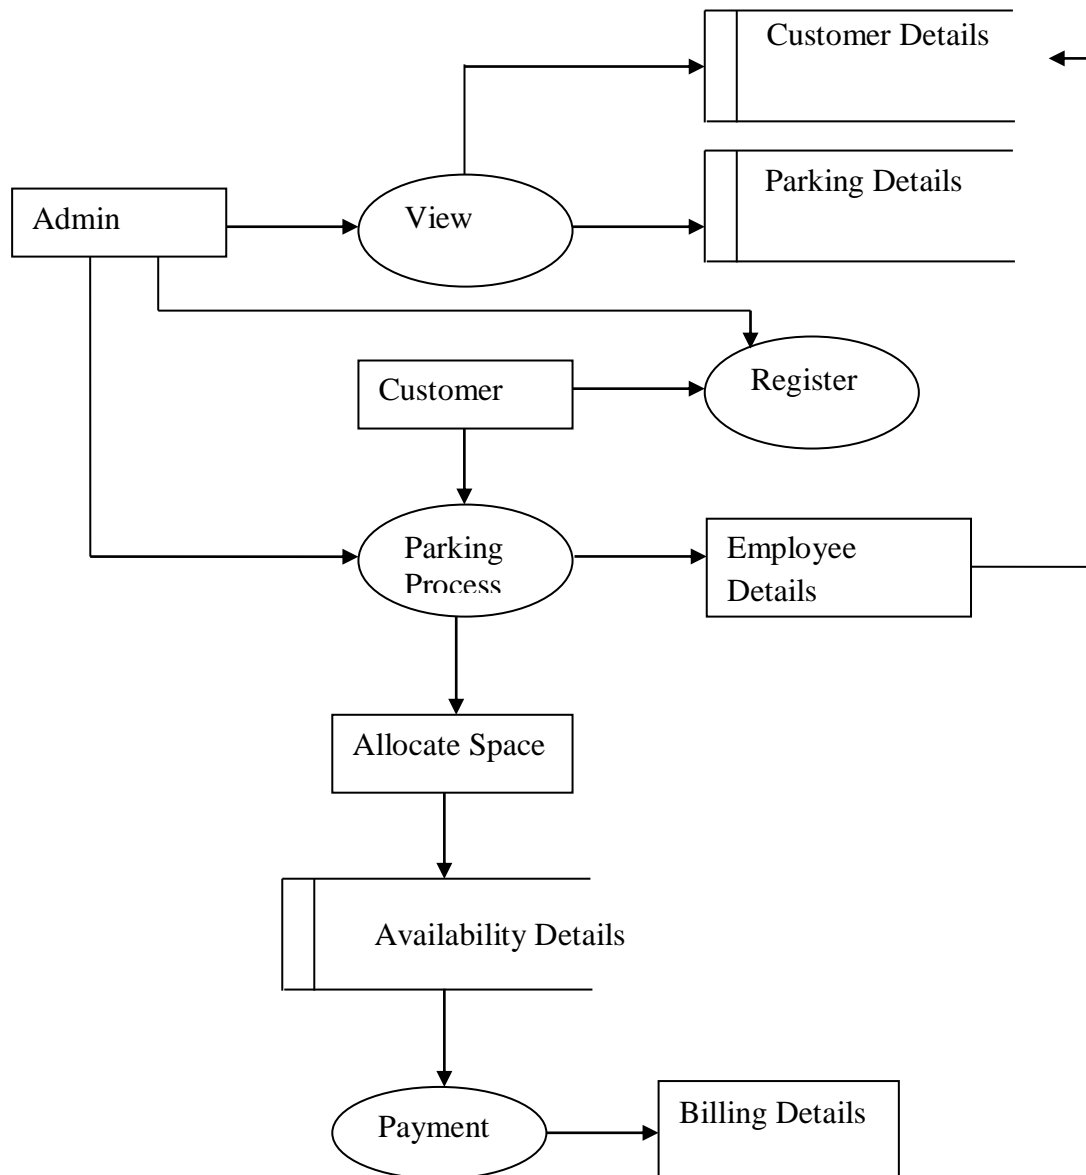 Customer Details
Parking Details
Admin
View
Customer
Register
Parking
Process
Employee
Details
Allocate Space
Availability Details
Payment
Billing Details